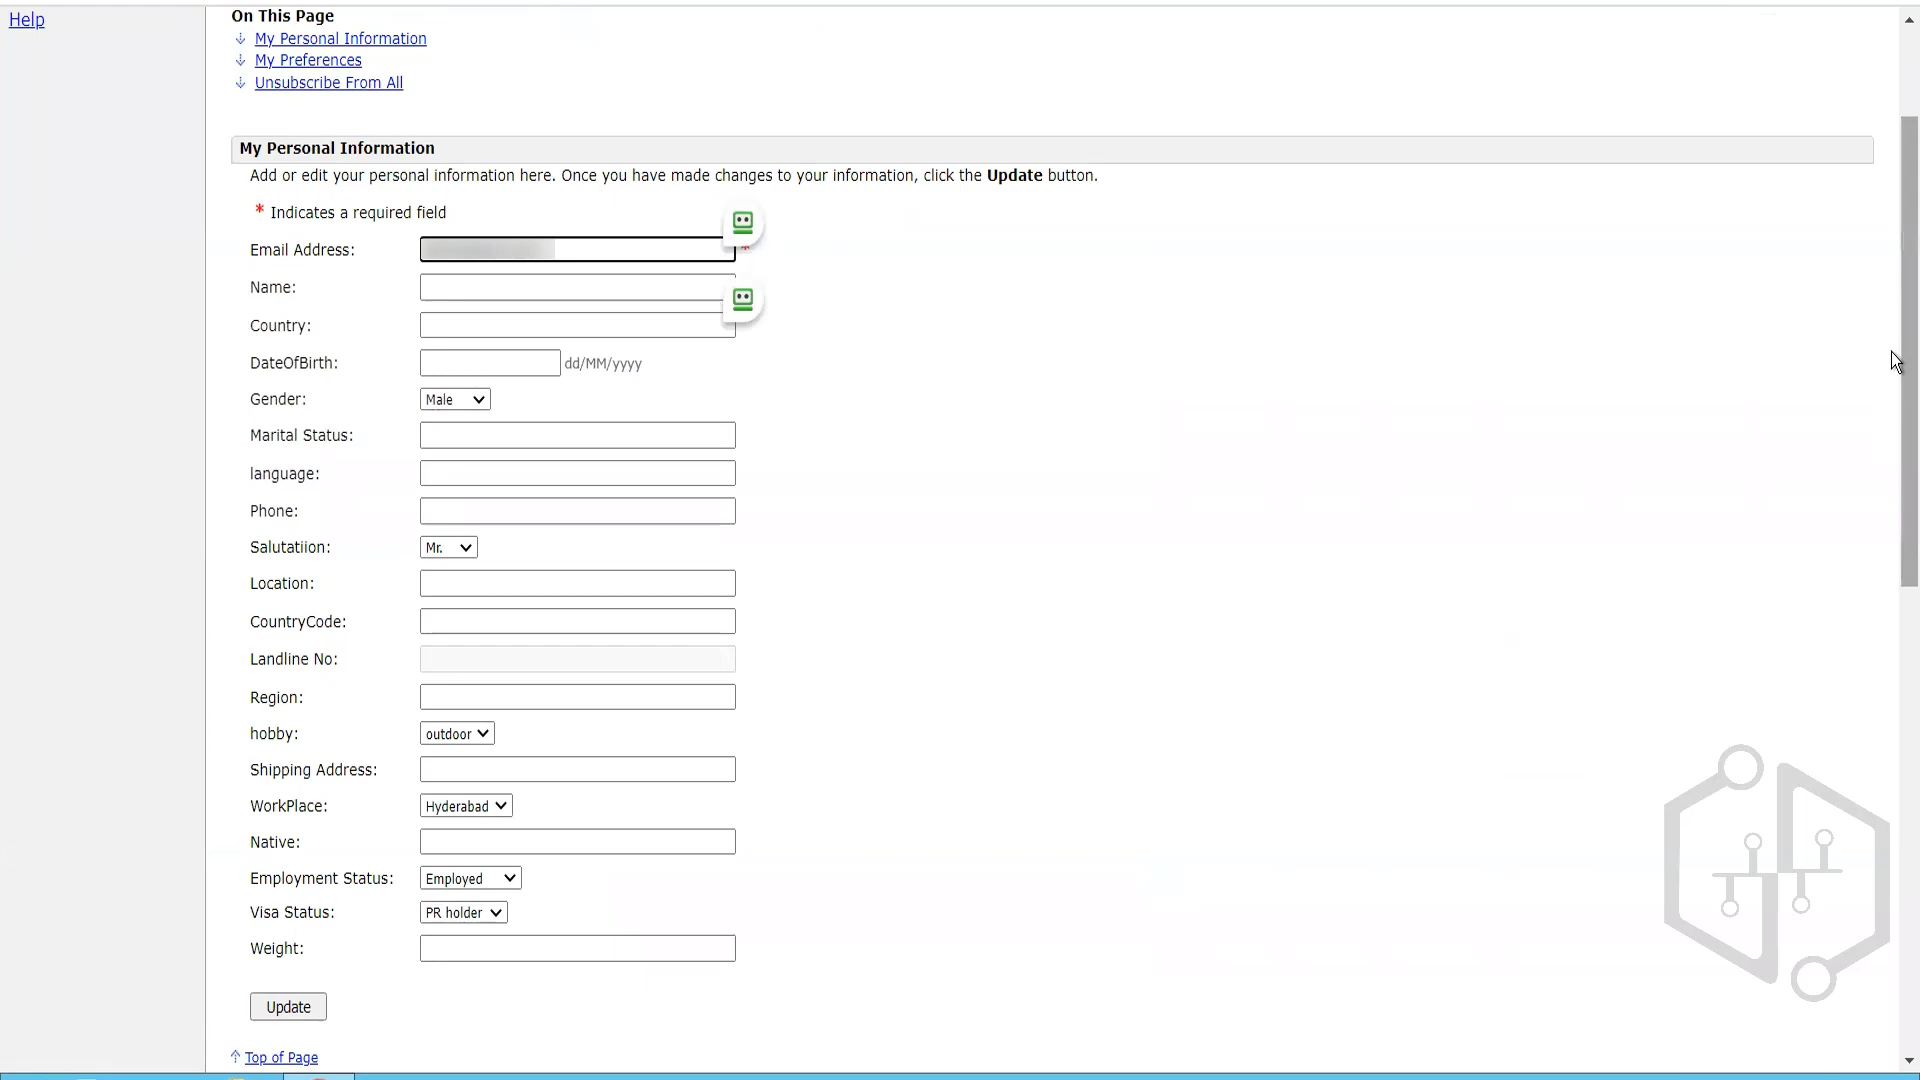 Help
On This Page
My Personal Information
My Preferences
Unsubscribe From All
My Personal Information
Add or edit your personal information here. Once you have made changes to your information, click the Update button.
* Indicates a required field
Email Address: *
Name:
Country:
DateOfBirth: dd/MM/yyyy
Gender: Male
Marital Status:
language:
Phone:
Salutatiion: Mr.
Location:
CountryCode:
Landline No:
Region:
hobby: outdoor
Shipping Address:
WorkPlace: Hyderabad
Native:
Employment Status: Employed
Visa Status: PR holder
Weight:
Update
Top of Page